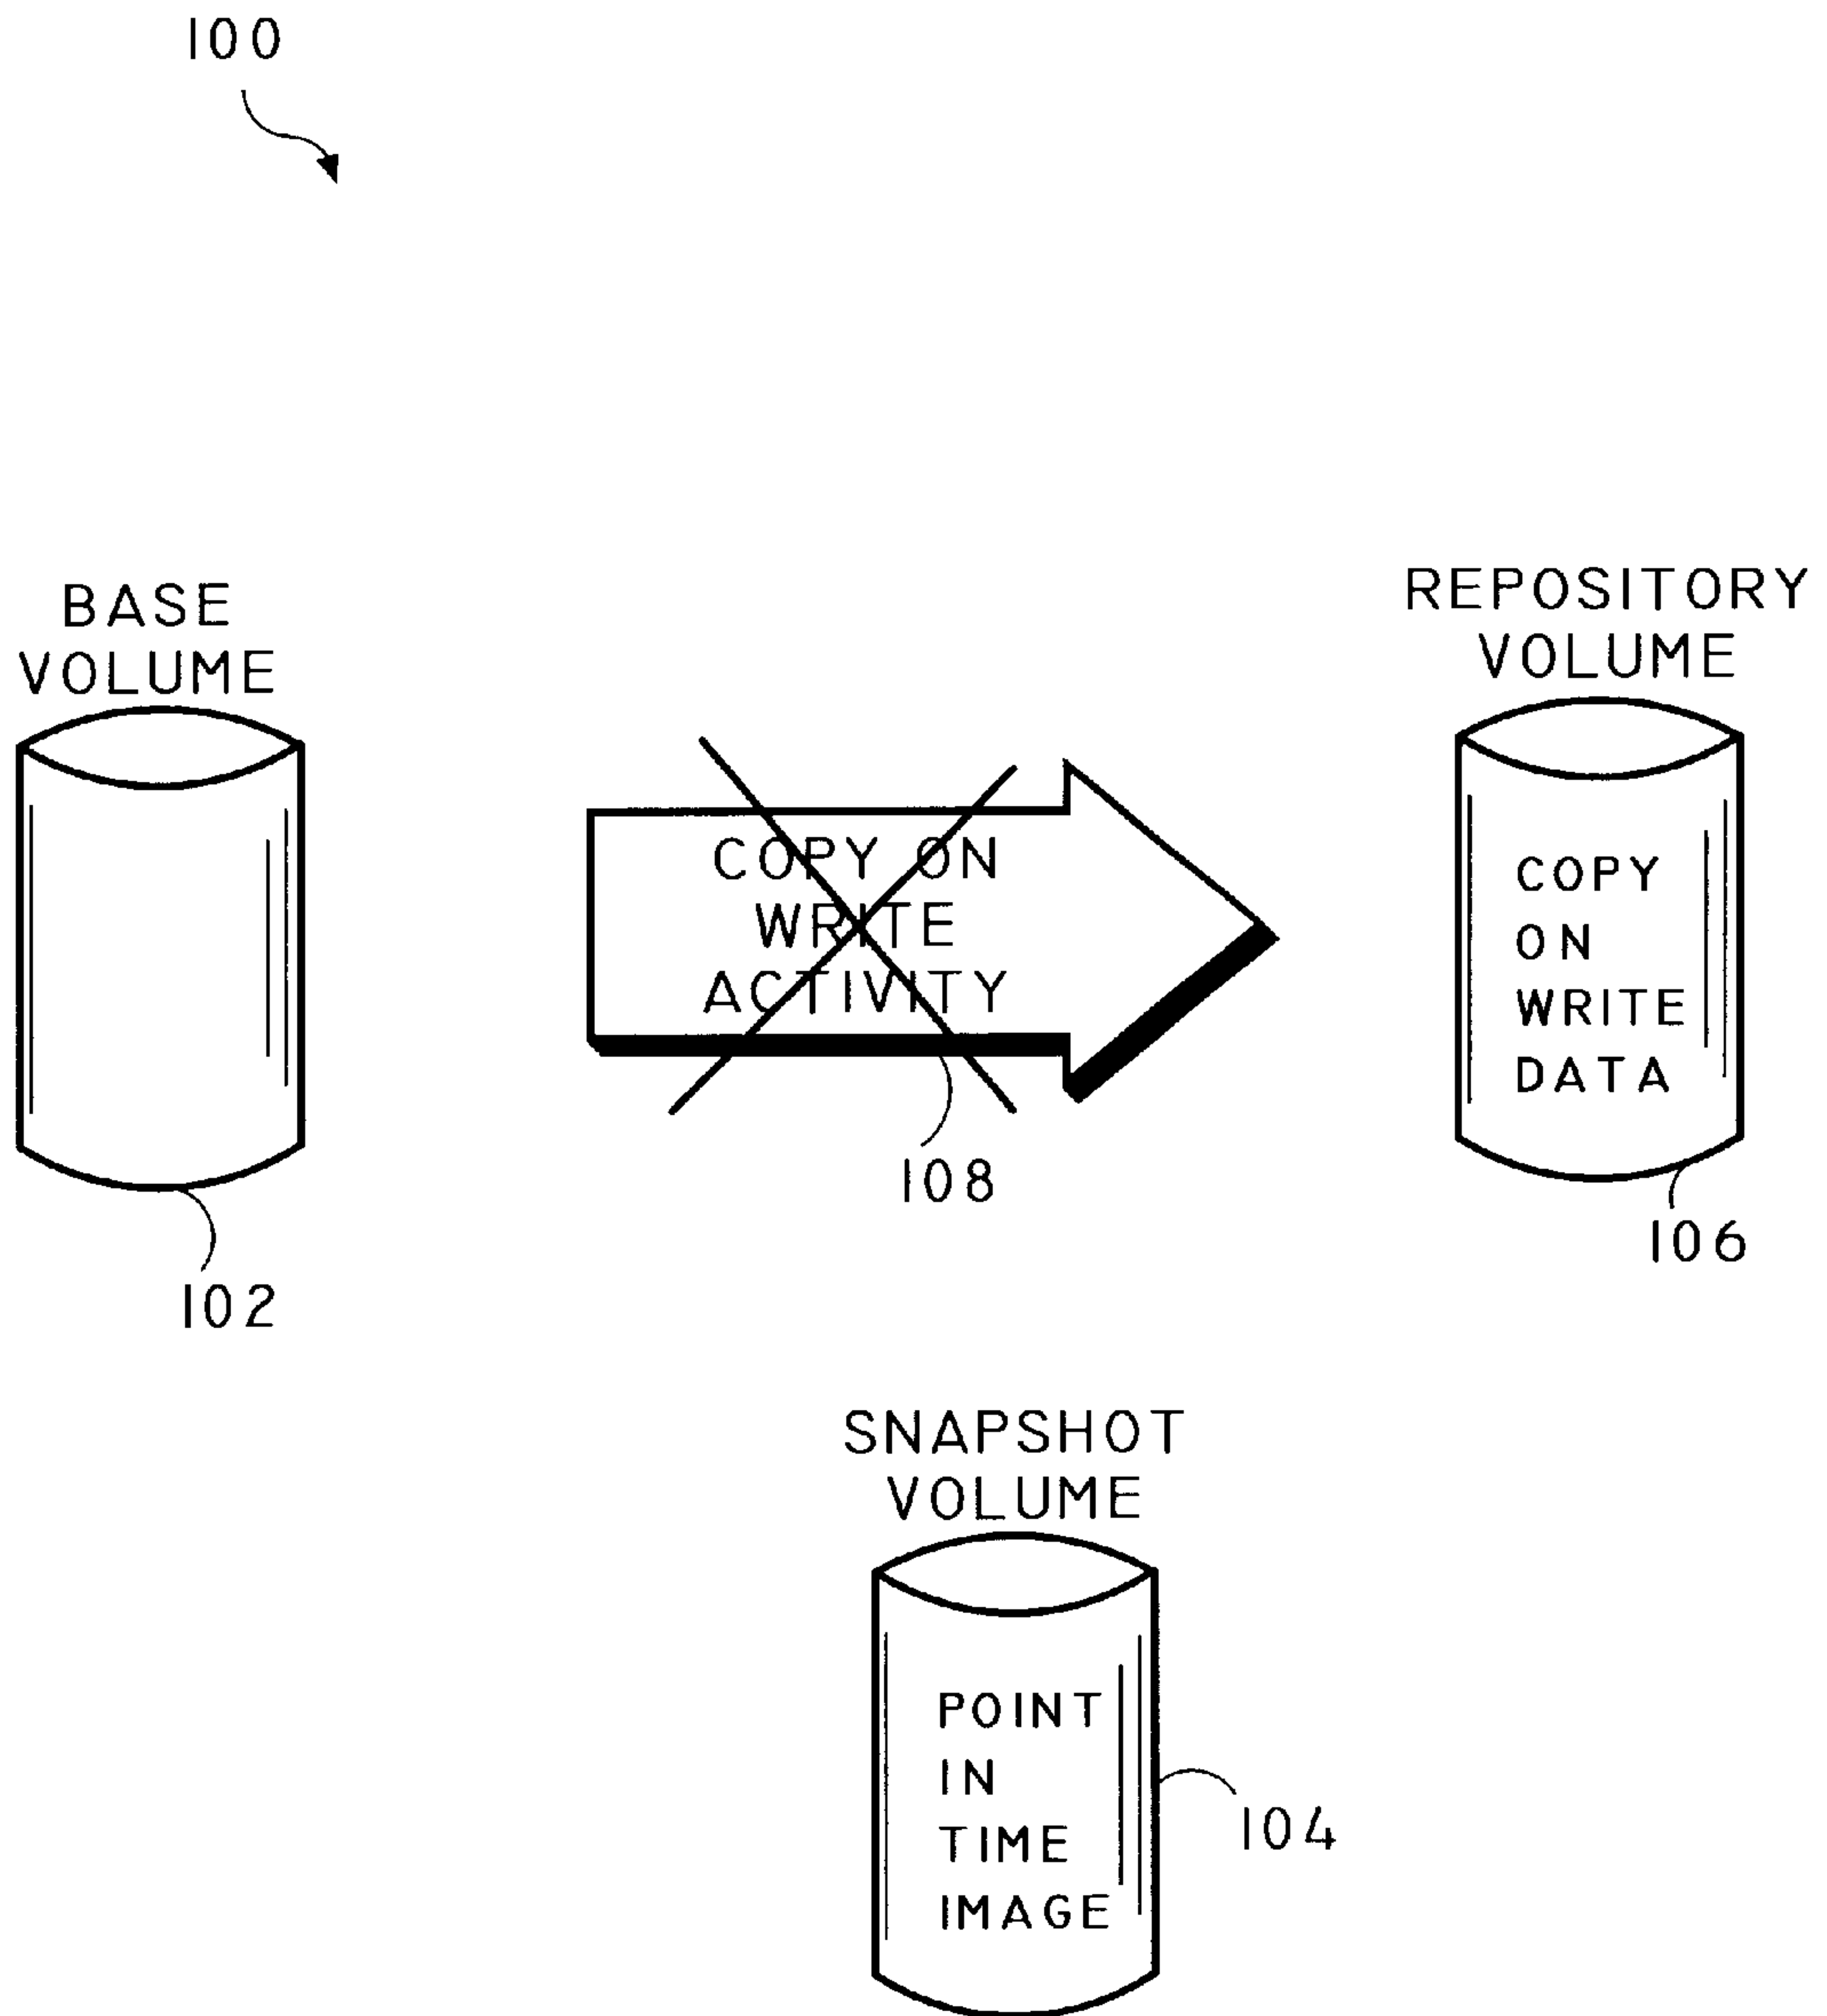 100
BASE
VOLUME
REPOSITORY
VOLUME
COPY ON
WRITE
ACTIVITY
COPY
ON
WRITE
DATA
108
106
102
SNAPSHOT
VOLUME
POINT
IN
TIME
IMAGE
104